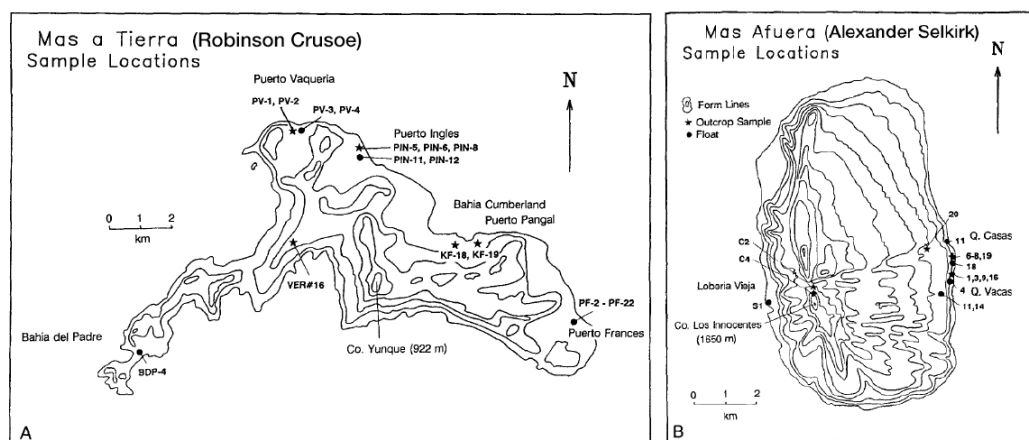 Mas a Tierra (Robinson Crusoe)
Sample Locations
Puerto Vaquería
PV-1, PV-2
PV-3, PV-4
Puerto Ingles
PIN-5, PIN-6, PIN-8
PIN-11, PIN-12
N
0 1 2
km
Bahia Cumberland
Puerto Pangal
KF-18, KF-19
VER#16
PF-2 - PF-22
Puerto Frances
Bahia del Padre
Co. Yunque (922 m)
BDP-4
A
Mas Afuera (Alexander Selkirk)
Sample Locations
N
Form Lines
Outcrop Sample
Float
20
11 Q. Casas
C2
6-8,19
C4
18
1,3,9,16
Loberia Vieja
4 Q. Vacas
S1
11,14
Co. Los Innocentes
(1650 m)
0 1 2
km
B